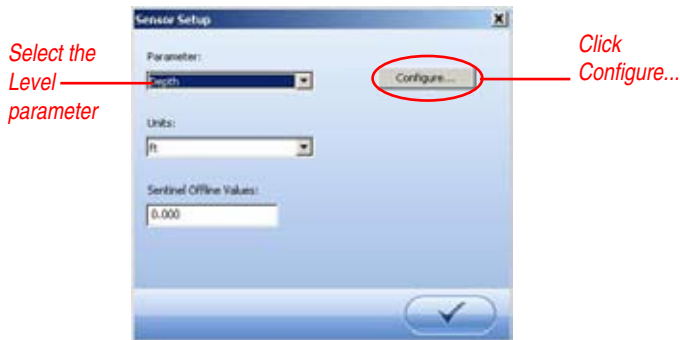 Sensor Setup
Select the
Level
parameter
Parameter:
Depth
Configure...
Click
Configure...
Units:
ft
Sentinel Offline Values:
0.000